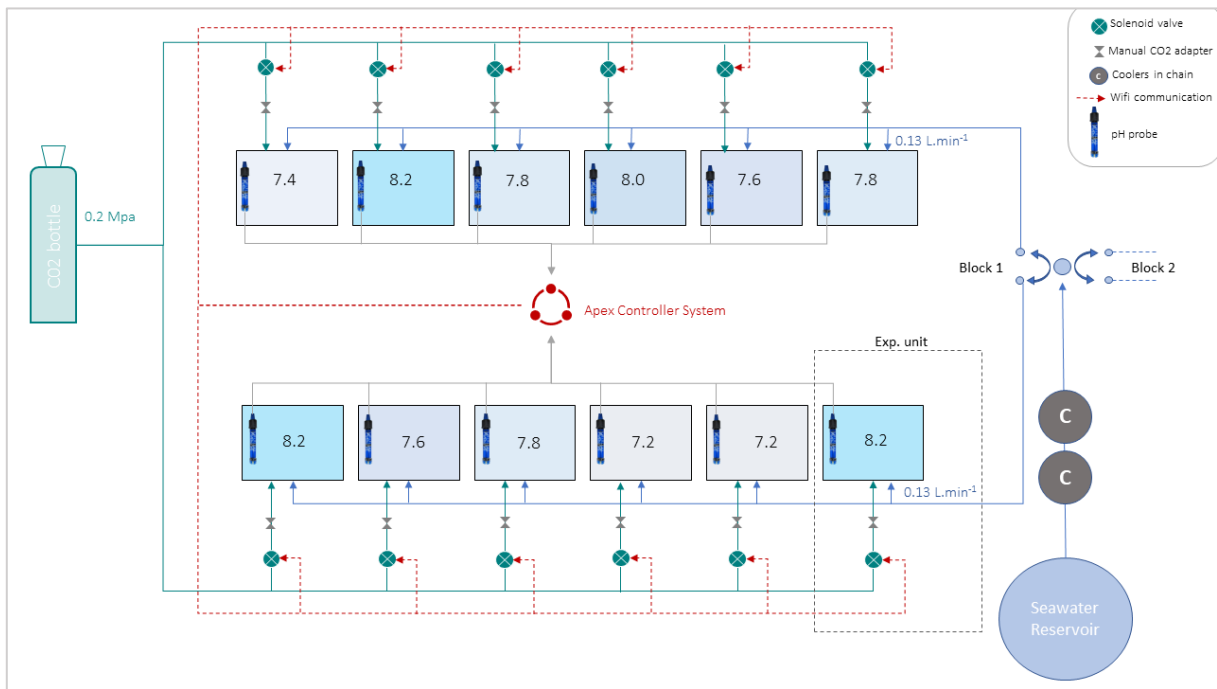 Solenoid valve
Manual CO2 adapter
C
Coolers in chain
Wifi communication
pH probe
0.13 L.min⁻¹
7.4
8.2
7.8
8.0
7.6
7.8
CO2 bottle
0.2 Mpa
Block 1
Block 2
Apex Controller System
Exp. unit
8.2
7.6
7.8
7.2
7.2
8.2
C
C
0.13 L.min⁻¹
Seawater
Reservoir